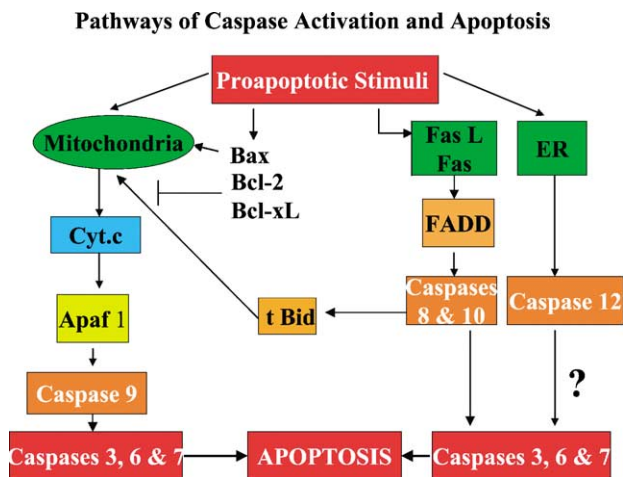 Pathways of Caspase Activation and Apoptosis
Proapoptotic Stimuli
Mitochondria
Bax
Bcl-2
Bcl-xL
Fas L
Fas
ER
Cyt.c
FADD
Apaf 1
t Bid
Caspases
8 & 10
Caspase 12
Caspase 9
?
Caspases 3, 6 & 7
APOPTOSIS
Caspases 3, 6 & 7